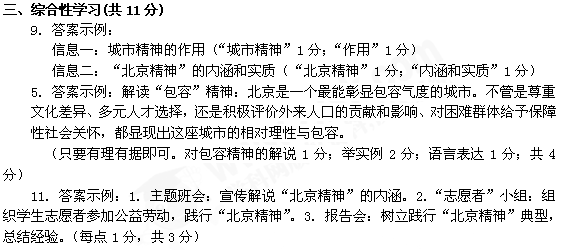 三、综合性学习(共 11 分)
9. 答案示例:
信息一: 城市精神的作用 (“城市精神”1 分; “作用”1 分)
信息二: “北京精神”的内涵和实质 (“北京精神”1 分; “内涵和实质”1 分)
5. 答案示例: 解读“包容”精神: 北京是一个最能彰显包容气度的城市。不管是尊重
文化差异、多元人才选择, 还是积极评价外来人口的贡献和影响、对困难群体给予保障
性社会关怀, 都显现出这座城市的相对理性与包容。
(只要有理有据即可。对包容精神的解说 1 分; 举实例 2 分; 语言表达 1 分; 共 4
分)
11. 答案示例: 1. 主题班会: 宣传解说“北京精神”的内涵。2.“志愿者”小组: 组
织学生志愿者参加公益劳动, 践行“北京精神”。3. 报告会: 树立践行“北京精神”典型,
总结经验。(每点 1 分, 共 3 分)